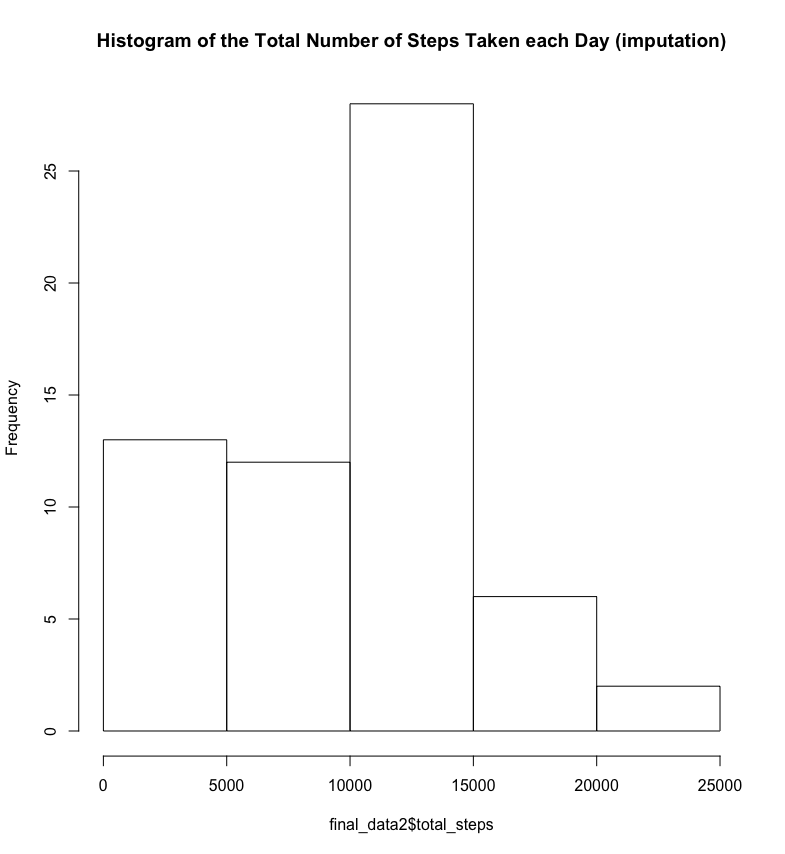 Histogram of the Total Number of Steps Taken each Day (imputation)
25
20
15
10
5
0
Frequency
0 5000 10000 15000 20000 25000
final_data2$total_steps